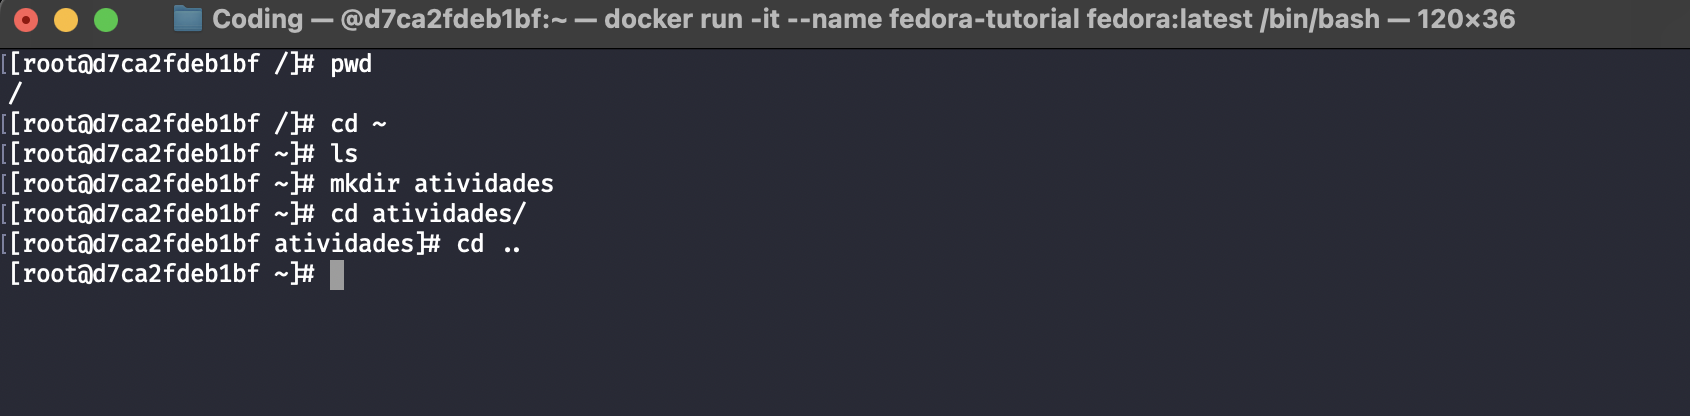 Coding — @d7ca2fdeb1bf:~ — docker run -it --name fedora-tutorial fedora:latest /bin/bash — 120×36
[[root@d7ca2fdeb1bf /]# pwd
/
[[root@d7ca2fdeb1bf /]# cd ~
[[root@d7ca2fdeb1bf ~]# ls
[[root@d7ca2fdeb1bf ~]# mkdir atividades
[[root@d7ca2fdeb1bf ~]# cd atividades/
[[root@d7ca2fdeb1bf atividades]# cd ..
[root@d7ca2fdeb1bf ~]#